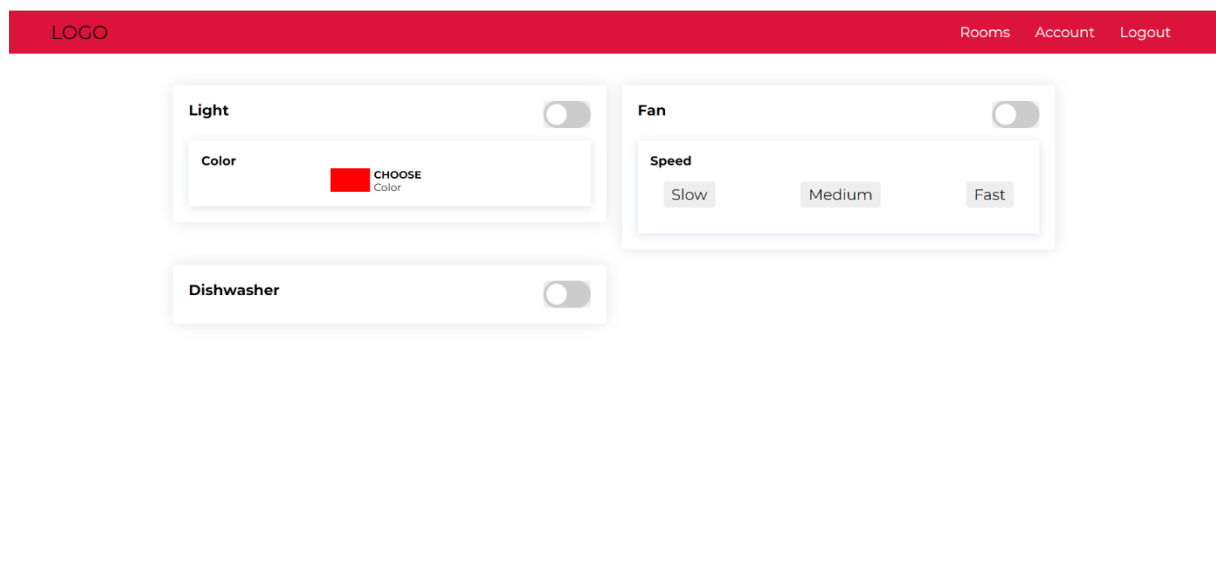 LOGO Rooms Account Logout
Light
Color
CHOOSE
Color
Fan
Speed
Slow Medium Fast
Dishwasher